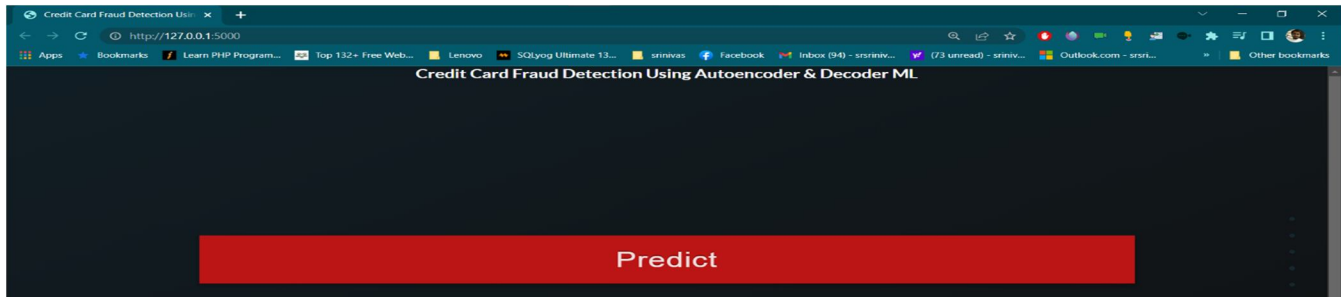 Credit Card Fraud Detection Usin
http://127.0.0.1:5000
Apps Bookmarks Learn PHP Program... Top 132+ Free Web... Lenovo SQLyog Ultimate 13... srinivas Facebook Inbox (94) - srsriniv... (73 unread) - sriniv... Outlook.com - srsri... » Other bookmarks
Credit Card Fraud Detection Using Autoencoder & Decoder ML
Predict